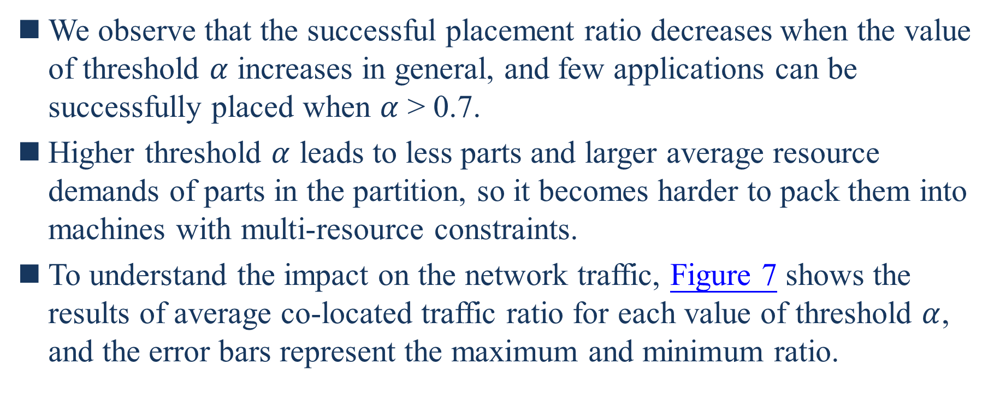 ■ We observe that the successful placement ratio decreases when the value
of threshold α increases in general, and few applications can be
successfully placed when α > 0.7.
■ Higher threshold α leads to less parts and larger average resource
demands of parts in the partition, so it becomes harder to pack them into
machines with multi-resource constraints.
■ To understand the impact on the network traffic, Figure 7 shows the
results of average co-located traffic ratio for each value of threshold α,
and the error bars represent the maximum and minimum ratio.